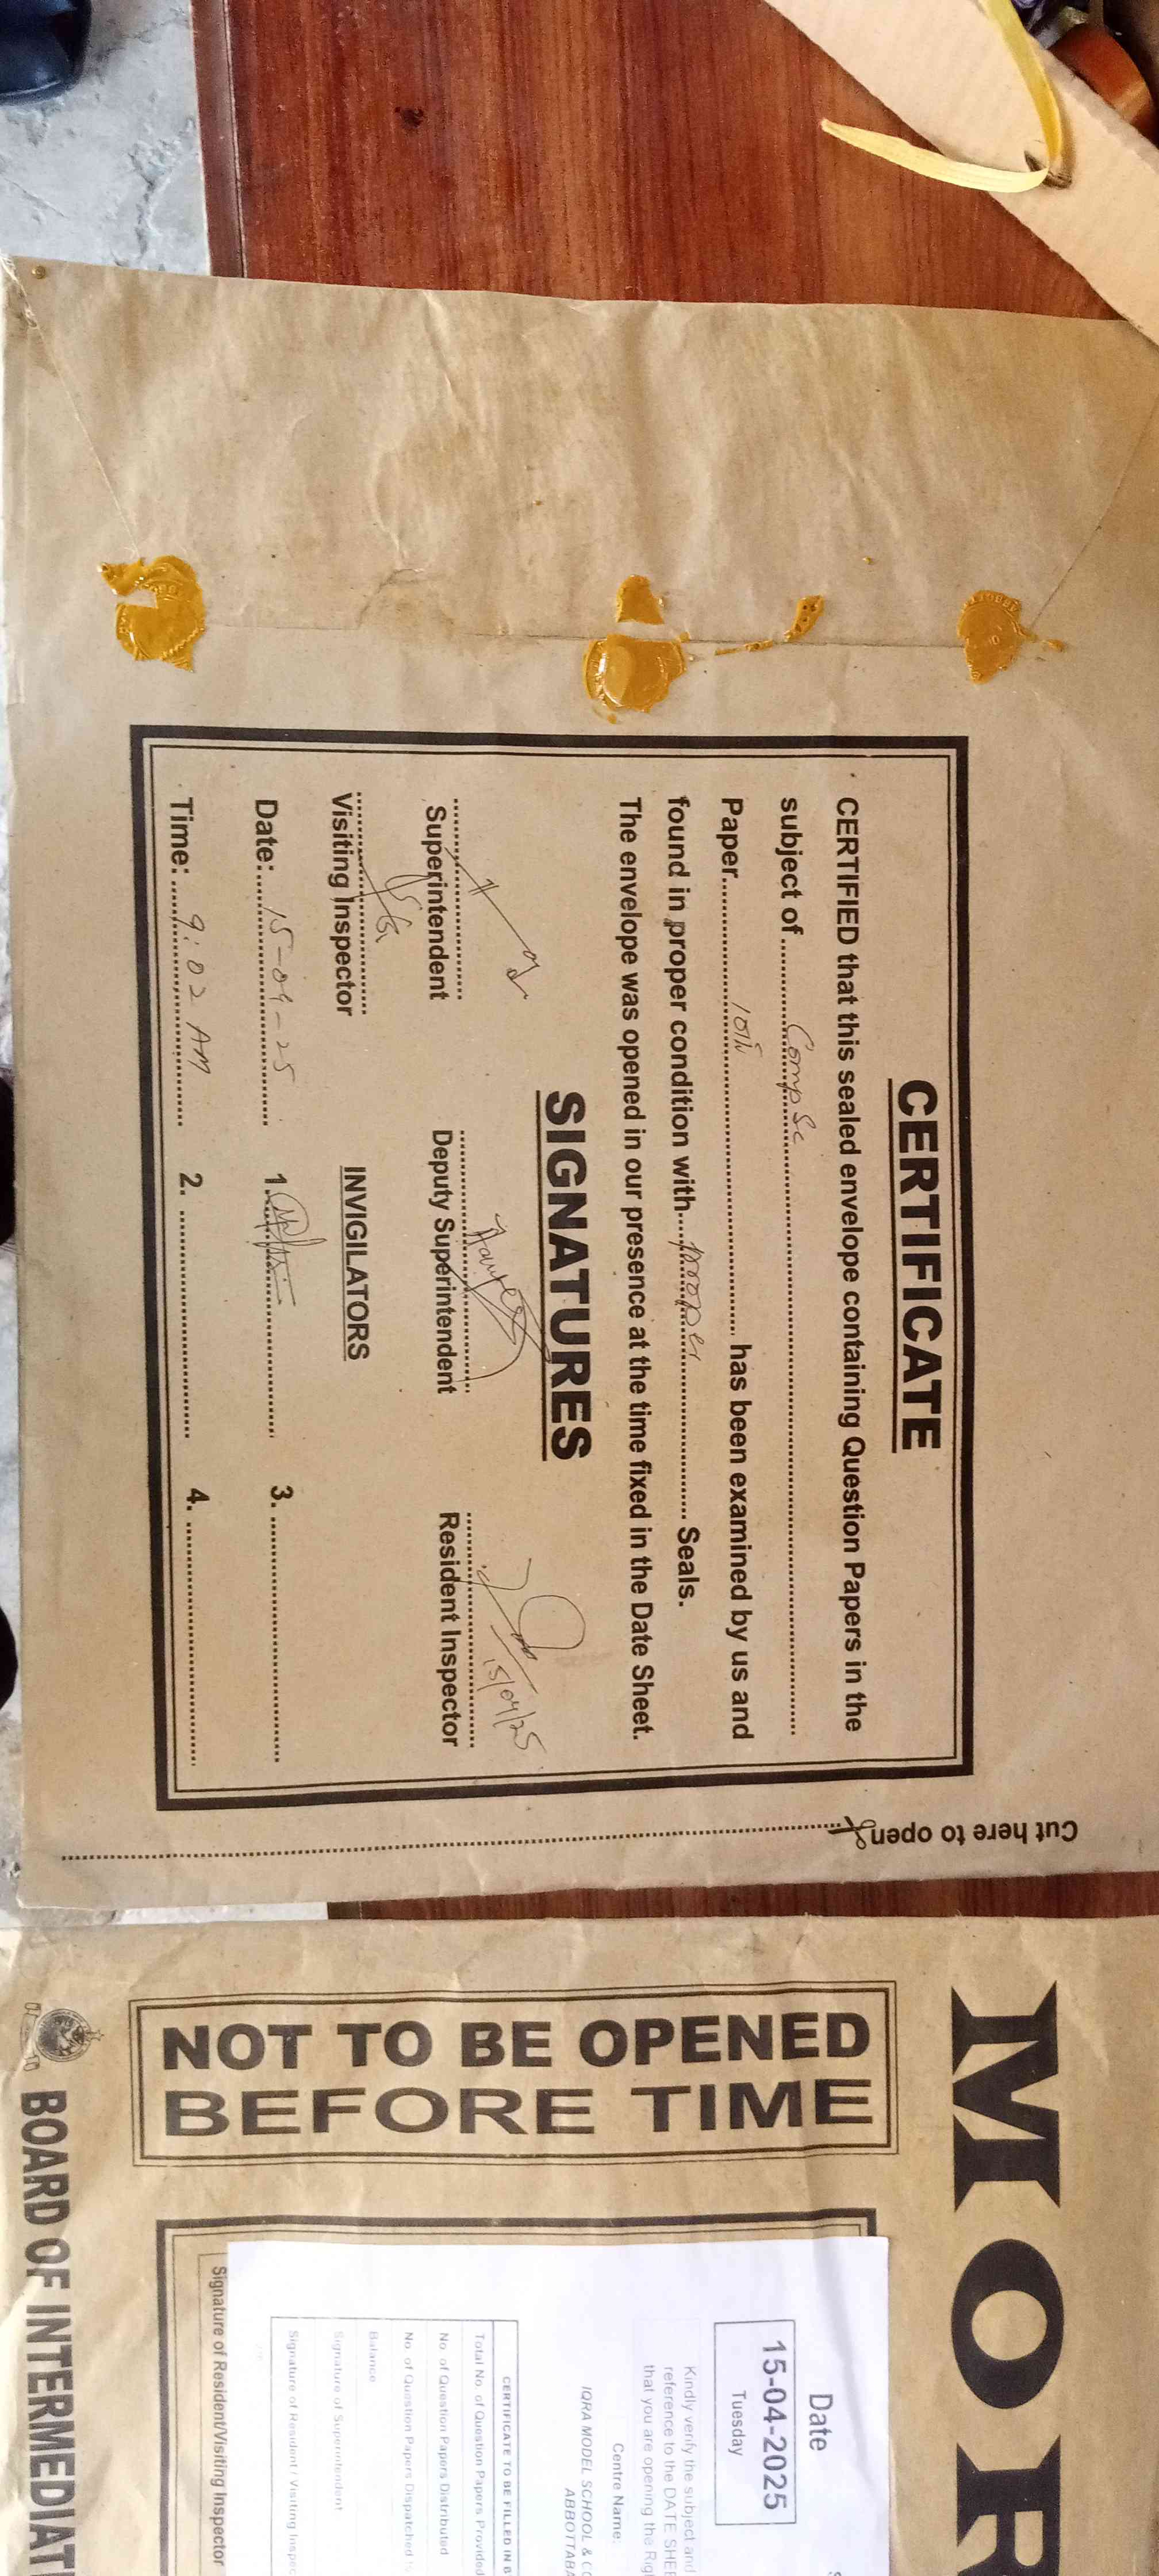 CERTIFICATE
CERTIFIED that this sealed envelope containing Question Papers in the
subject of Comp Sc
Paper 10th has been examined by us and
found in proper condition with proper Seals.
The envelope was opened in our presence at the time fixed in the Date Sheet.
SIGNATURES
15/04/25
Superintendent Deputy Superintendent Resident Inspector
Visiting Inspector INVIGILATORS
Date: 15-04-25 1. 3.
Time: 9:02 AM 2. 4.
Cut here to open
MOR
NOT TO BE OPENED
BEFORE TIME
Date
15-04-2025
Tuesday
Kindly verify the subject and
reference to the DATE SHEE
that you are opening the Rig
Centre Name:
IQRA MODEL SCHOOL & CO
ABBOTTABA
CERTIFICATE TO BE FILLED IN B
Total No. of Question Papers Provided
No. of Question Papers Distributed
No. of Question Papers Dispatched
Balance
Signature of Superintendent
Signature of Resident / Visiting Inspec
Signature of Resident/Visiting Inspector
BOARD OF INTERMEDIAT